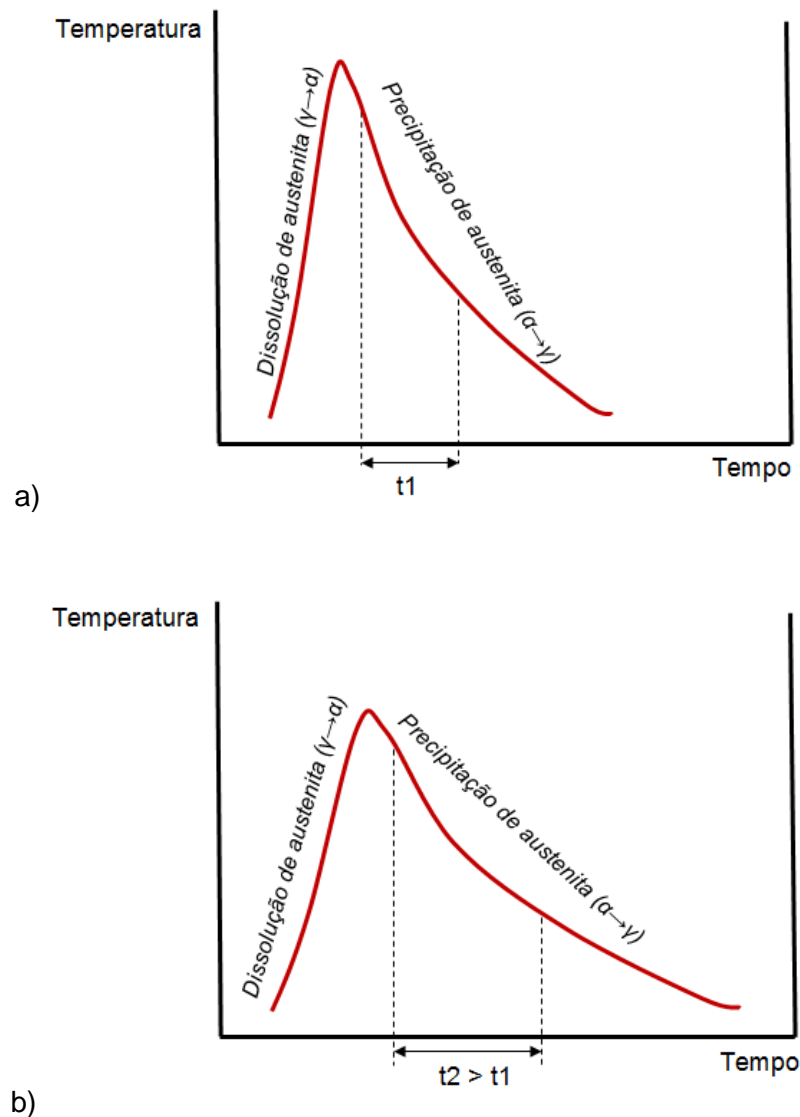 Temperatura
Dissolução de austenita (γ→α)
Precipitação de austenita (α→γ)
Tempo
t1
a)
Temperatura
Dissolução de austenita (γ→α)
Precipitação de austenita (α→γ)
Tempo
t2 > t1
b)